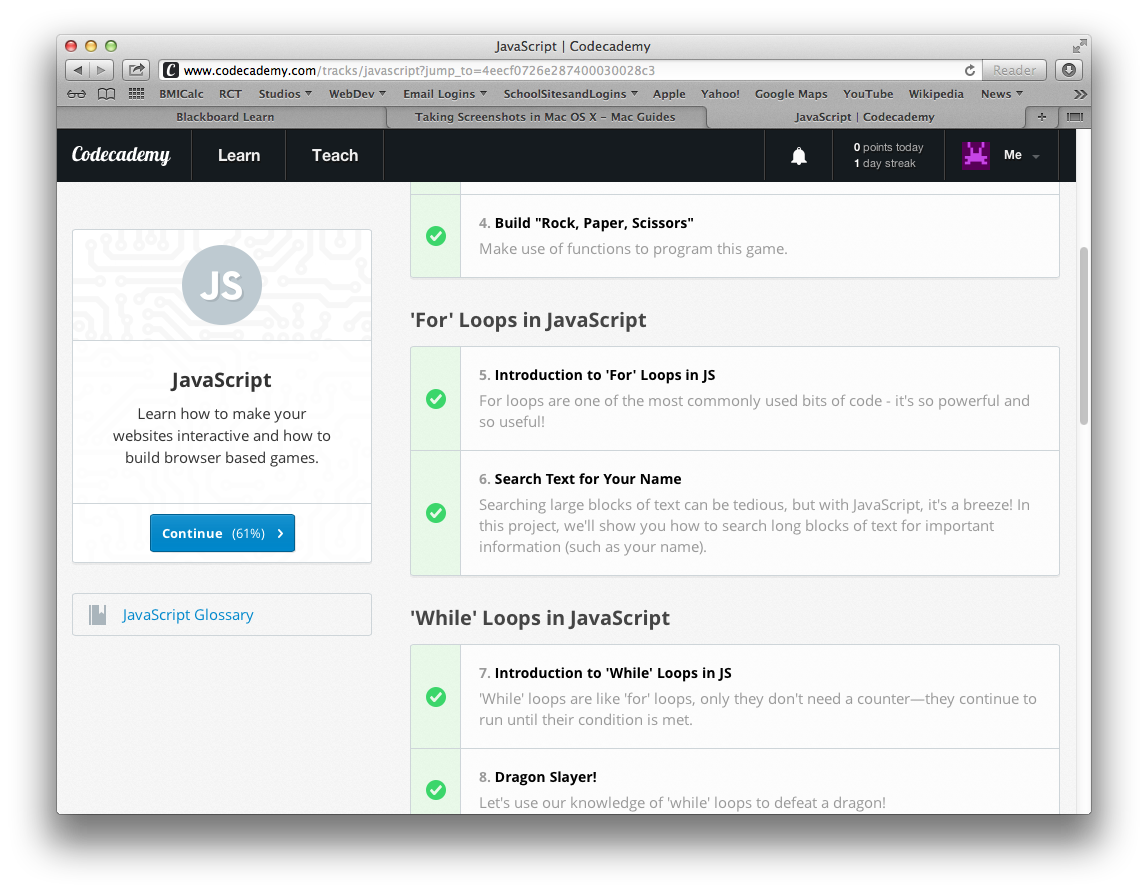 JavaScript | Codecademy
www.codecademy.com/tracks/javascript?jump_to=4eecf0726e287400030028c3
Reader
BMICalc RCT Studios WebDev Email Logins SchoolSitesandLogins Apple Yahoo! Google Maps YouTube Wikipedia News
Blackboard Learn
Taking Screenshots in Mac OS X – Mac Guides
JavaScript | Codecademy
Codecademy
Learn
Teach
0 points today
1 day streak
Me
JS
JavaScript
Learn how to make your
websites interactive and how to
build browser based games.
Continue (61%)
JavaScript Glossary
4. Build "Rock, Paper, Scissors"
Make use of functions to program this game.
'For' Loops in JavaScript
5. Introduction to 'For' Loops in JS
For loops are one of the most commonly used bits of code - it's so powerful and
so useful!
6. Search Text for Your Name
Searching large blocks of text can be tedious, but with JavaScript, it's a breeze! In
this project, we'll show you how to search long blocks of text for important
information (such as your name).
'While' Loops in JavaScript
7. Introduction to 'While' Loops in JS
'While' loops are like 'for' loops, only they don't need a counter—they continue to
run until their condition is met.
8. Dragon Slayer!
Let's use our knowledge of 'while' loops to defeat a dragon!